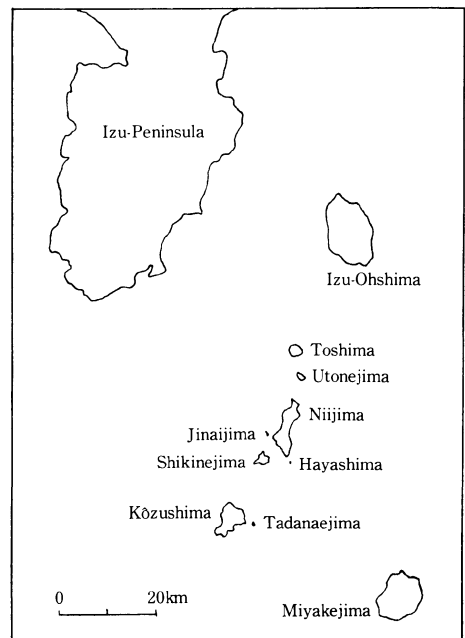 Izu-Peninsula
Izu-Ohshima
Toshima
Utonejima
Niijima
Jinaijima
Shikinejima
Hayashima
Kôzushima
Tadanaejima
0 20km
Miyakejima